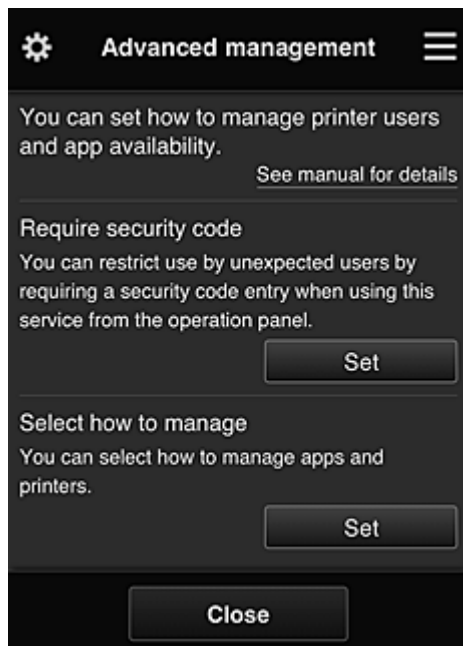 Advanced management
You can set how to manage printer users
and app availability.
See manual for details
Require security code
You can restrict use by unexpected users by
requiring a security code entry when using this
service from the operation panel.
Set
Select how to manage
You can select how to manage apps and
printers.
Set
Close